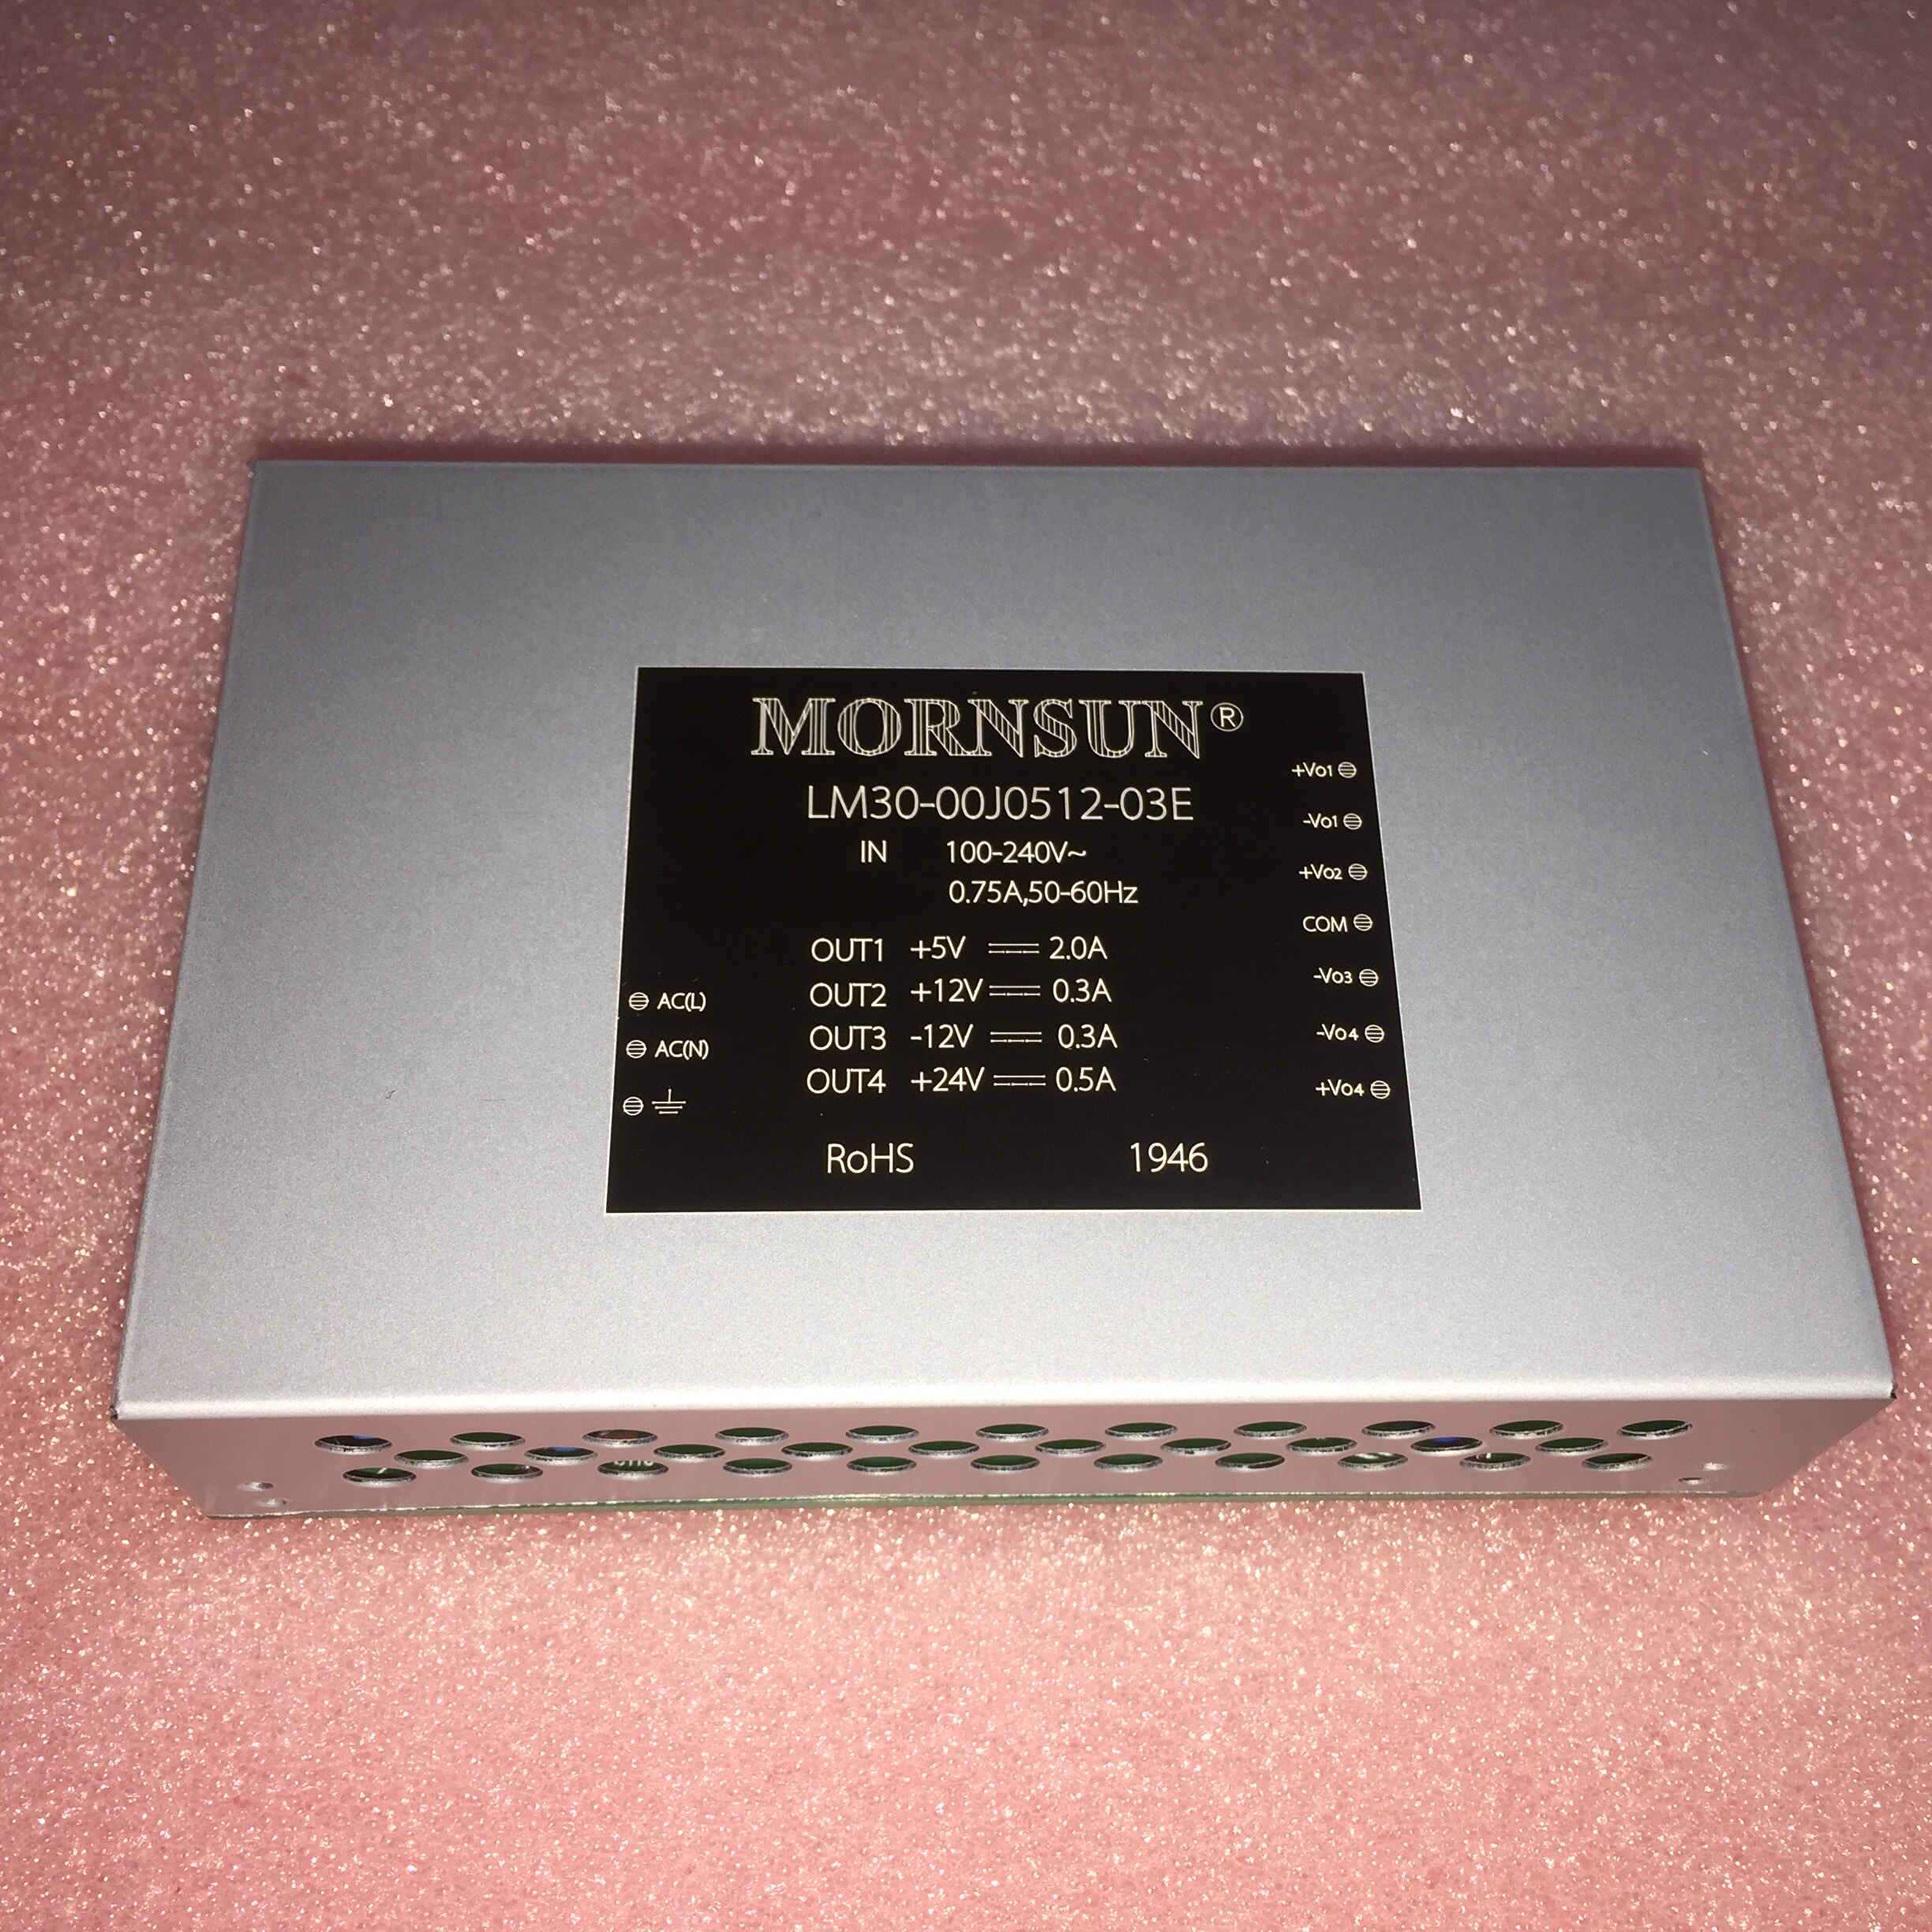 MORNSUN®
LM30-00J0512-03E
IN 100-240V~
0.75A,50-60Hz
OUT1 +5V 2.0A
OUT2 +12V 0.3A
OUT3 -12V 0.3A
OUT4 +24V 0.5A
RoHS 1946
AC(L)
AC(N)
+Vo1
-Vo1
+Vo2
COM
-Vo3
-Vo4
+Vo4